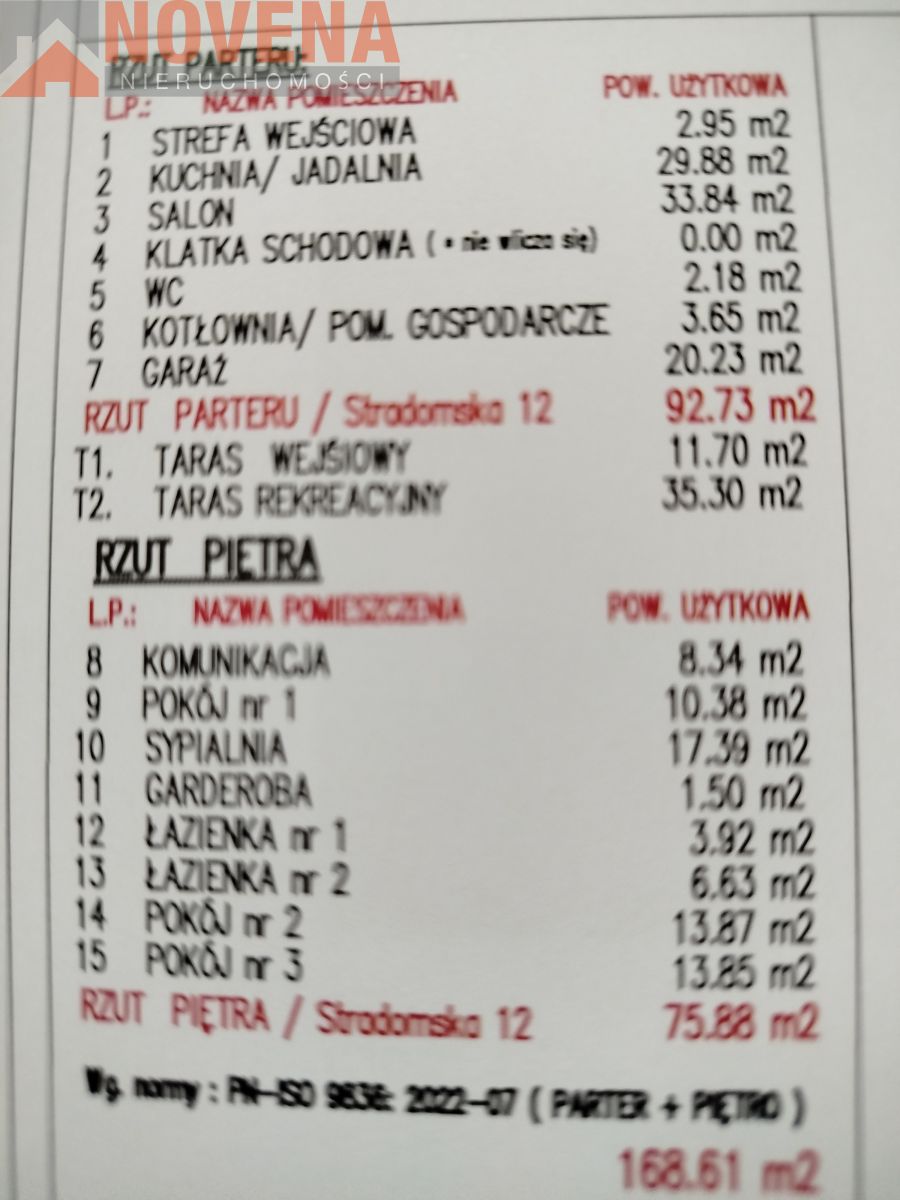 NOVENA
NIERUCHOMOŚCI
RZUT PARTERU:
L.P.: NAZWA POMIESZCZENIA POW. UŻYTKOWA
1 STREFA WEJŚCIOWA 2.95 m2
2 KUCHNIA/ JADALNIA 29.88 m2
3 SALON 33.84 m2
4 KLATKA SCHODOWA ( • nie wlicza się) 0.00 m2
5 WC 2.18 m2
6 KOTŁOWNIA/ POM. GOSPODARCZE 3.65 m2
7 GARAŻ 20.23 m2
RZUT PARTERU / Stradomska 12 92.73 m2
T1. TARAS WEJŚIOWY 11.70 m2
T2. TARAS REKREACYJNY 35.30 m2
RZUT PIĘTRA
L.P.: NAZWA POMIESZCZENIA POW. UŻYTKOWA
8 KOMUNIKACJA 8.34 m2
9 POKÓJ nr 1 10.38 m2
10 SYPIALNIA 17.39 m2
11 GARDEROBA 1.50 m2
12 ŁAZIENKA nr 1 3.92 m2
13 ŁAZIENKA nr 2 6.63 m2
14 POKÓJ nr 2 13.87 m2
15 POKÓJ nr 3 13.85 m2
RZUT PIĘTRA / Stradomska 12 75.88 m2
Wg. normy : PN-ISO 9836: 2022-07 ( PARTER + PIĘTRO )
168.61 m2